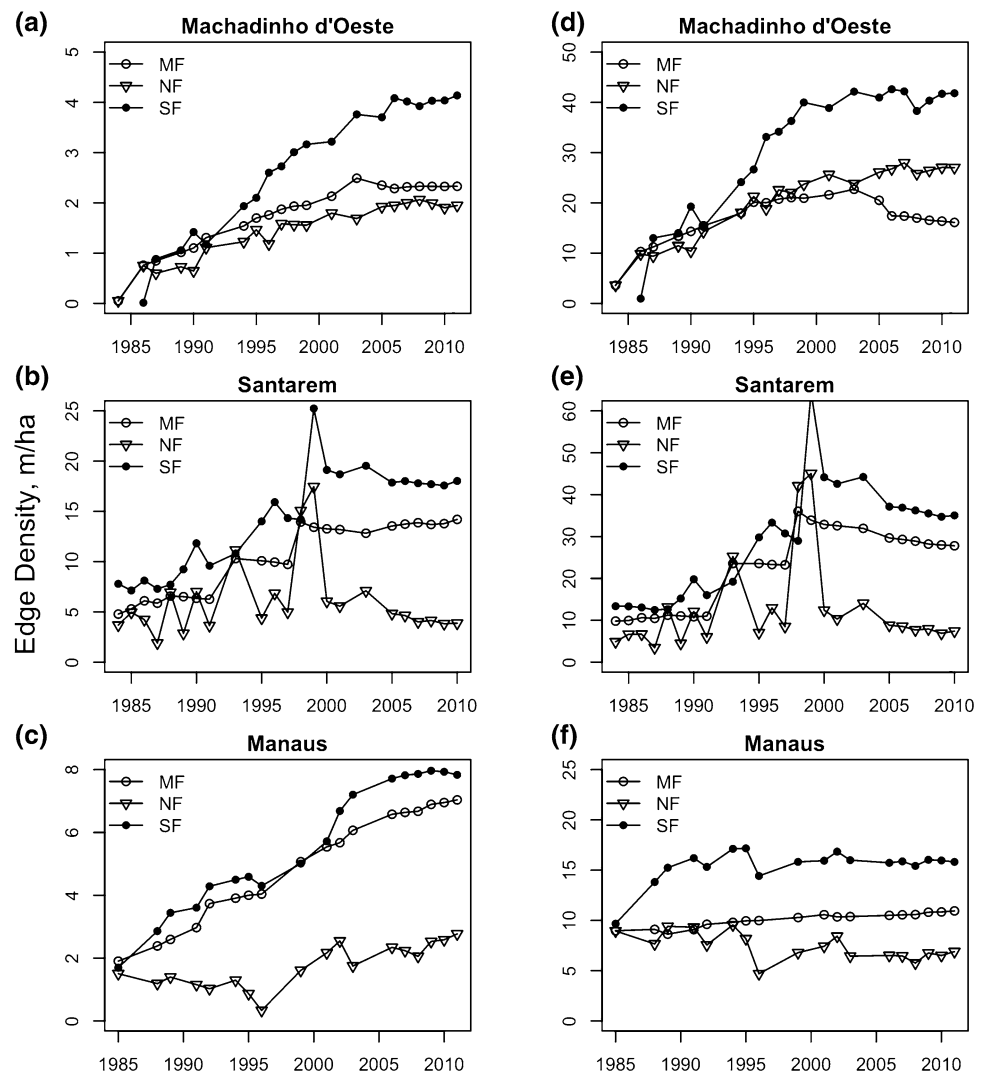 (a)
Machadinho d'Oeste
5
4
3
2
1
0
MF
NF
SF
1985 1990 1995 2000 2005 2010
(d)
Machadinho d'Oeste
50
40
30
20
10
0
MF
NF
SF
1985 1990 1995 2000 2005 2010
Edge Density, m/ha
(b)
Santarem
25
20
15
10
5
0
MF
NF
SF
1985 1990 1995 2000 2005 2010
(e)
Santarem
60
50
40
30
20
10
0
MF
NF
SF
1985 1990 1995 2000 2005 2010
(c)
Manaus
8
6
4
2
0
MF
NF
SF
1985 1990 1995 2000 2005 2010
(f)
Manaus
25
20
15
10
5
0
MF
NF
SF
1985 1990 1995 2000 2005 2010